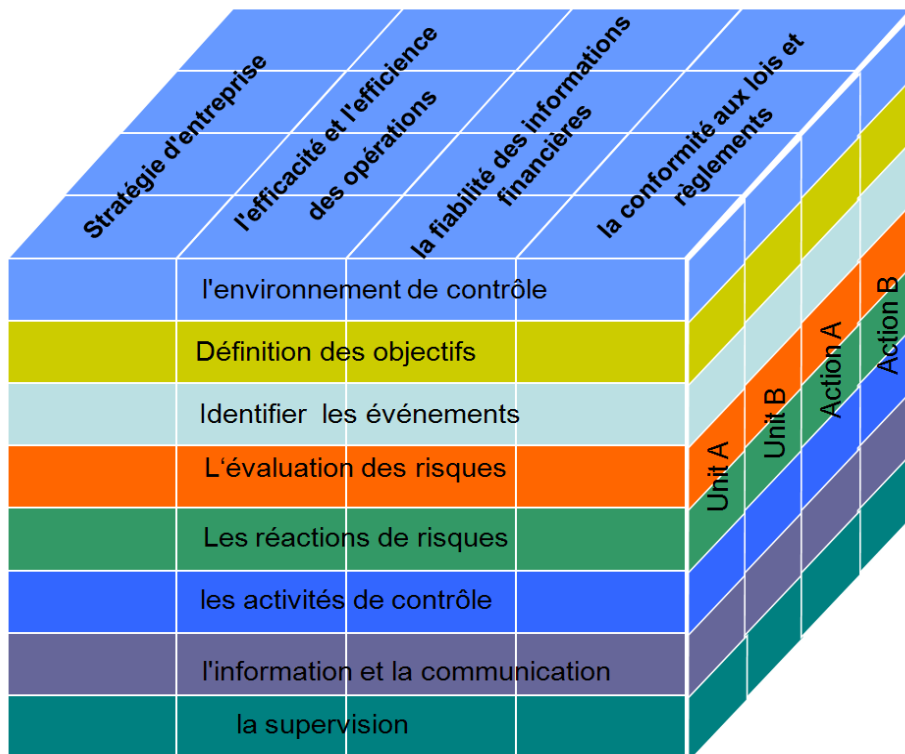 Stratégie d'entreprise
l'efficacité et l'efficience
des opérations
la fiabilité des informations
financières
la conformité aux lois et
règlements
l'environnement de contrôle
Définition des objectifs
Identifier les événements
L‘évaluation des risques
Les réactions de risques
les activités de contrôle
l'information et la communication
la supervision
Unit A
Unit B
Action A
Action B